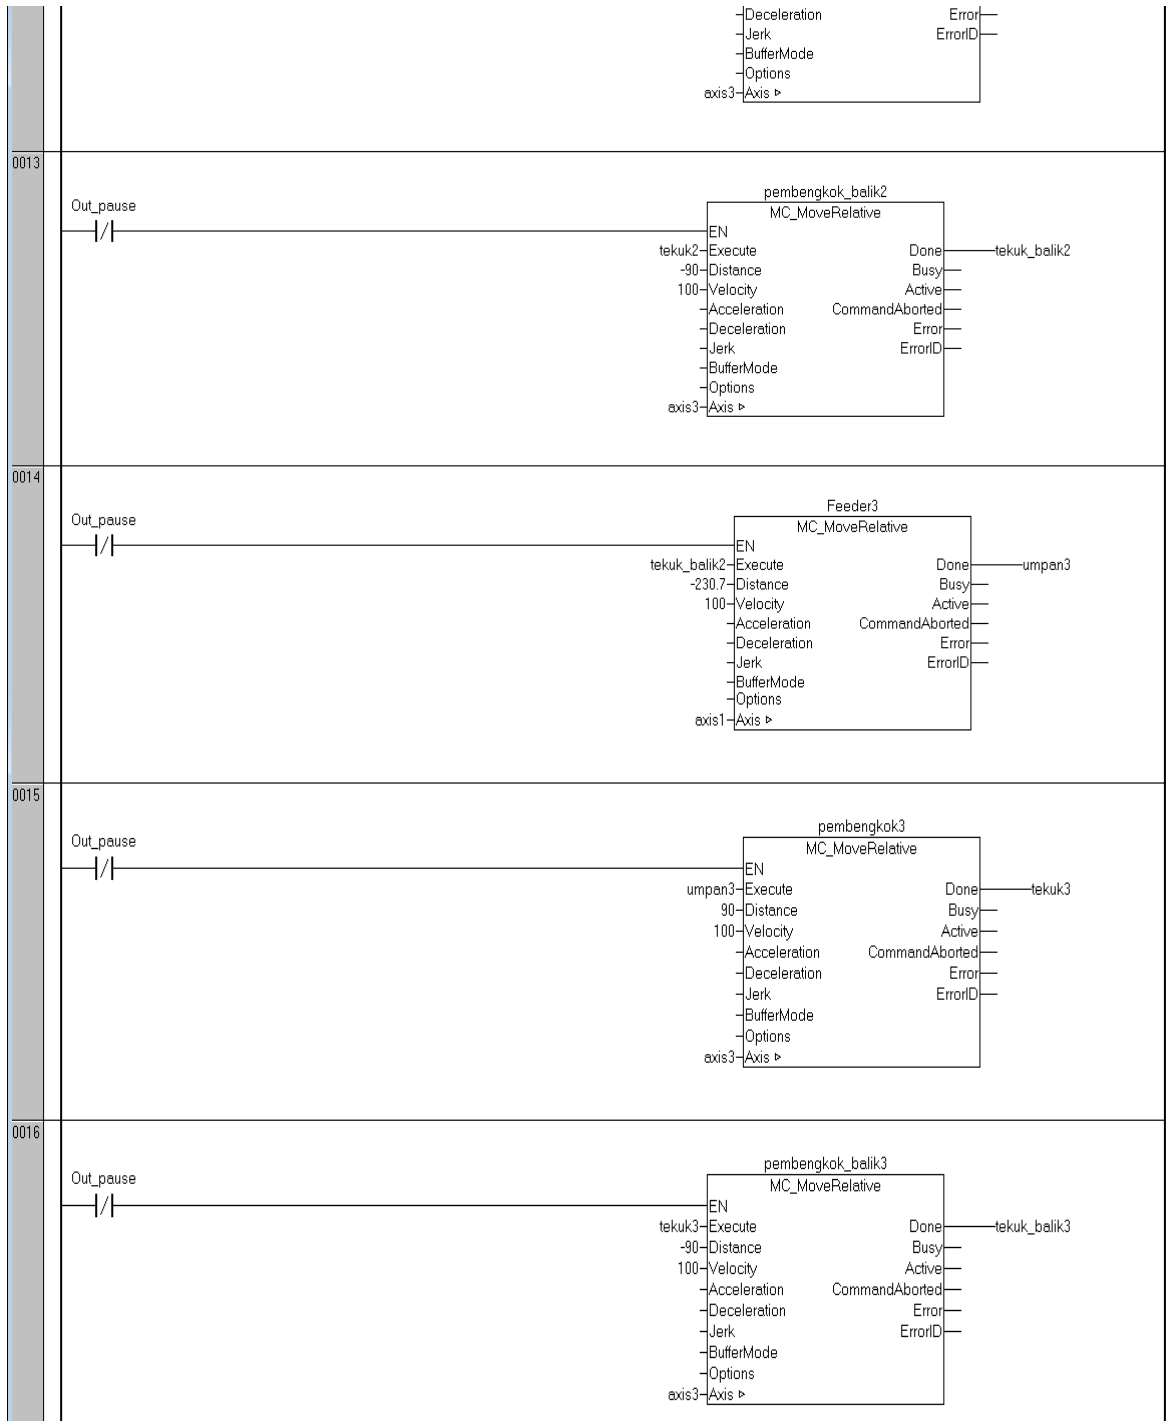 Deceleration Error
Jerk ErrorID
BufferMode
Options
axis3 Axis
0013
Out_pause
pembengkok_balik2
MC_MoveRelative
EN
tekuk2 Execute Done tekuk_balik2
-90 Distance Busy
100 Velocity Active
Acceleration CommandAborted
Deceleration Error
Jerk ErrorID
BufferMode
Options
axis3 Axis
0014
Out_pause
Feeder3
MC_MoveRelative
EN
tekuk_balik2 Execute Done umpan3
-230.7 Distance Busy
100 Velocity Active
Acceleration CommandAborted
Deceleration Error
Jerk ErrorID
BufferMode
Options
axis1 Axis
0015
Out_pause
pembengkok3
MC_MoveRelative
EN
umpan3 Execute Done tekuk3
90 Distance Busy
100 Velocity Active
Acceleration CommandAborted
Deceleration Error
Jerk ErrorID
BufferMode
Options
axis3 Axis
0016
Out_pause
pembengkok_balik3
MC_MoveRelative
EN
tekuk3 Execute Done tekuk_balik3
-90 Distance Busy
100 Velocity Active
Acceleration CommandAborted
Deceleration Error
Jerk ErrorID
BufferMode
Options
axis3 Axis